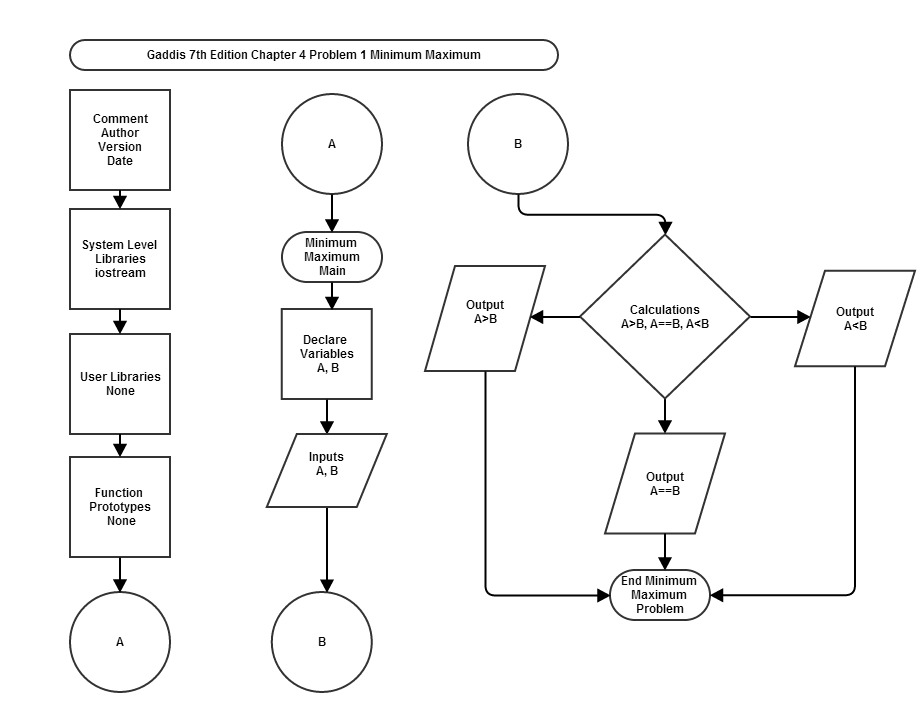 Gaddis 7th Edition Chapter 4 Problem 1 Minimum Maximum
Comment
Author
Version
Date
System Level
Libraries
iostream
User Libraries
None
Function
Prototypes
None
A
A
Minimum
Maximum
Main
Declare
Variables
A, B
Inputs
A, B
B
B
Calculations
A>B, A==B, A<B
Output
A>B
Output
A<B
Output
A==B
End Minimum
Maximum
Problem